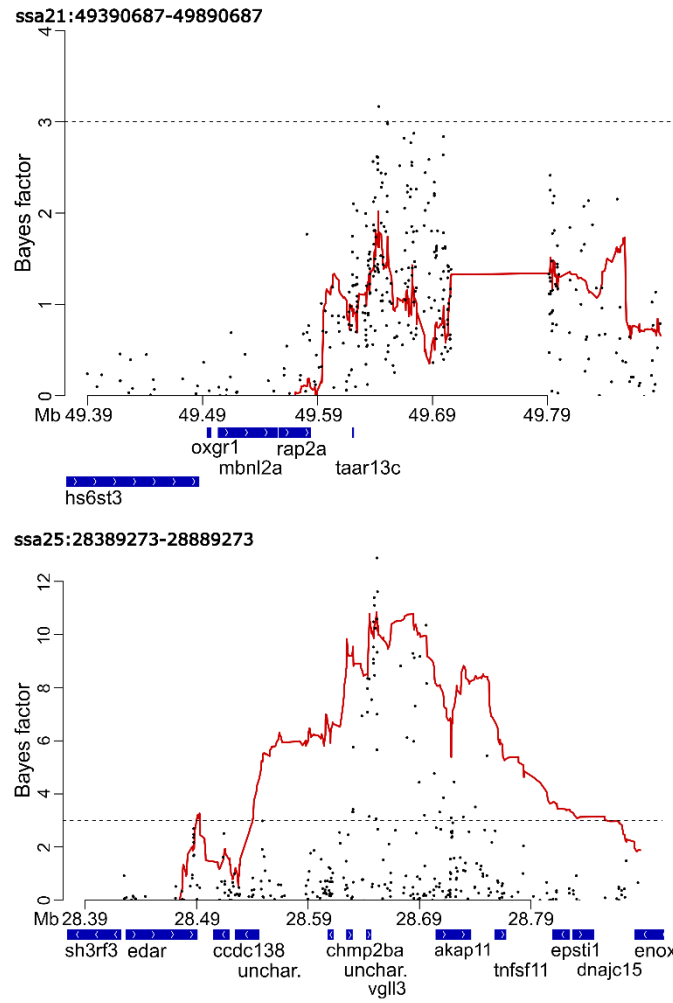 ssa21:49390687-49890687
4
3
2
1
0
Bayes factor
Mb 49.39 49.49 49.59 49.69 49.79
oxgr1 rap2a taar13c
mbnl2a
hs6st3
ssa25:28389273-28889273
12
10
8
6
4
2
0
Bayes factor
Mb 28.39 28.49 28.59 28.69 28.79
sh3rf3 edar ccdc138 chmp2ba akap11 epsti1 enox
unchar. unchar. tnfsf11 dnajc15
vgll3